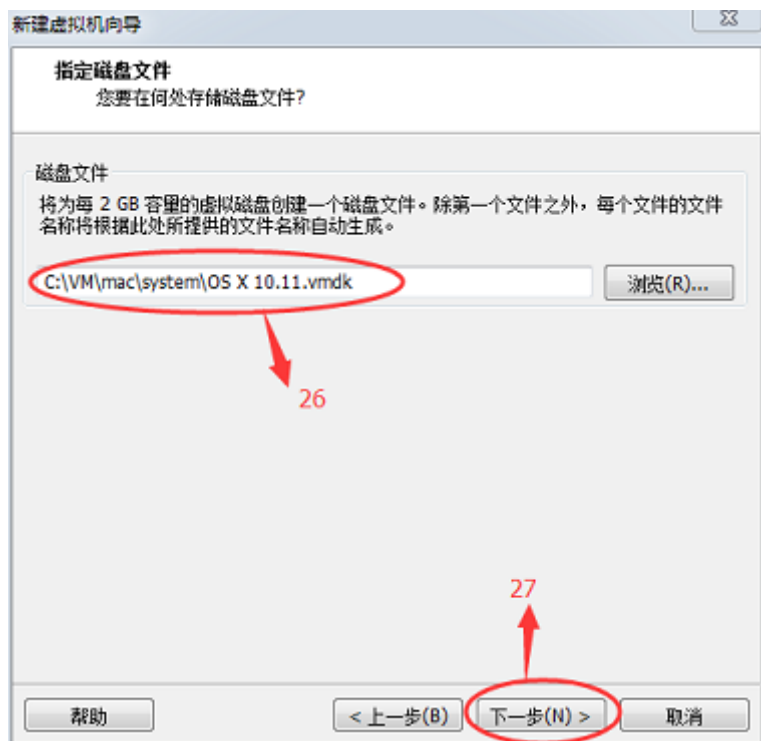 新建虚拟机向导
指定磁盘文件
您要在何处存储磁盘文件?
磁盘文件
将为每 2 GB 容量的虚拟磁盘创建一个磁盘文件。除第一个文件之外，每个文件的文件
名称将根据此处所提供的文件名称自动生成。
C:\VM\mac\system\OS X 10.11.vmdk
浏览(R)...
26
27
帮助
< 上一步(B)
下一步(N) >
取消